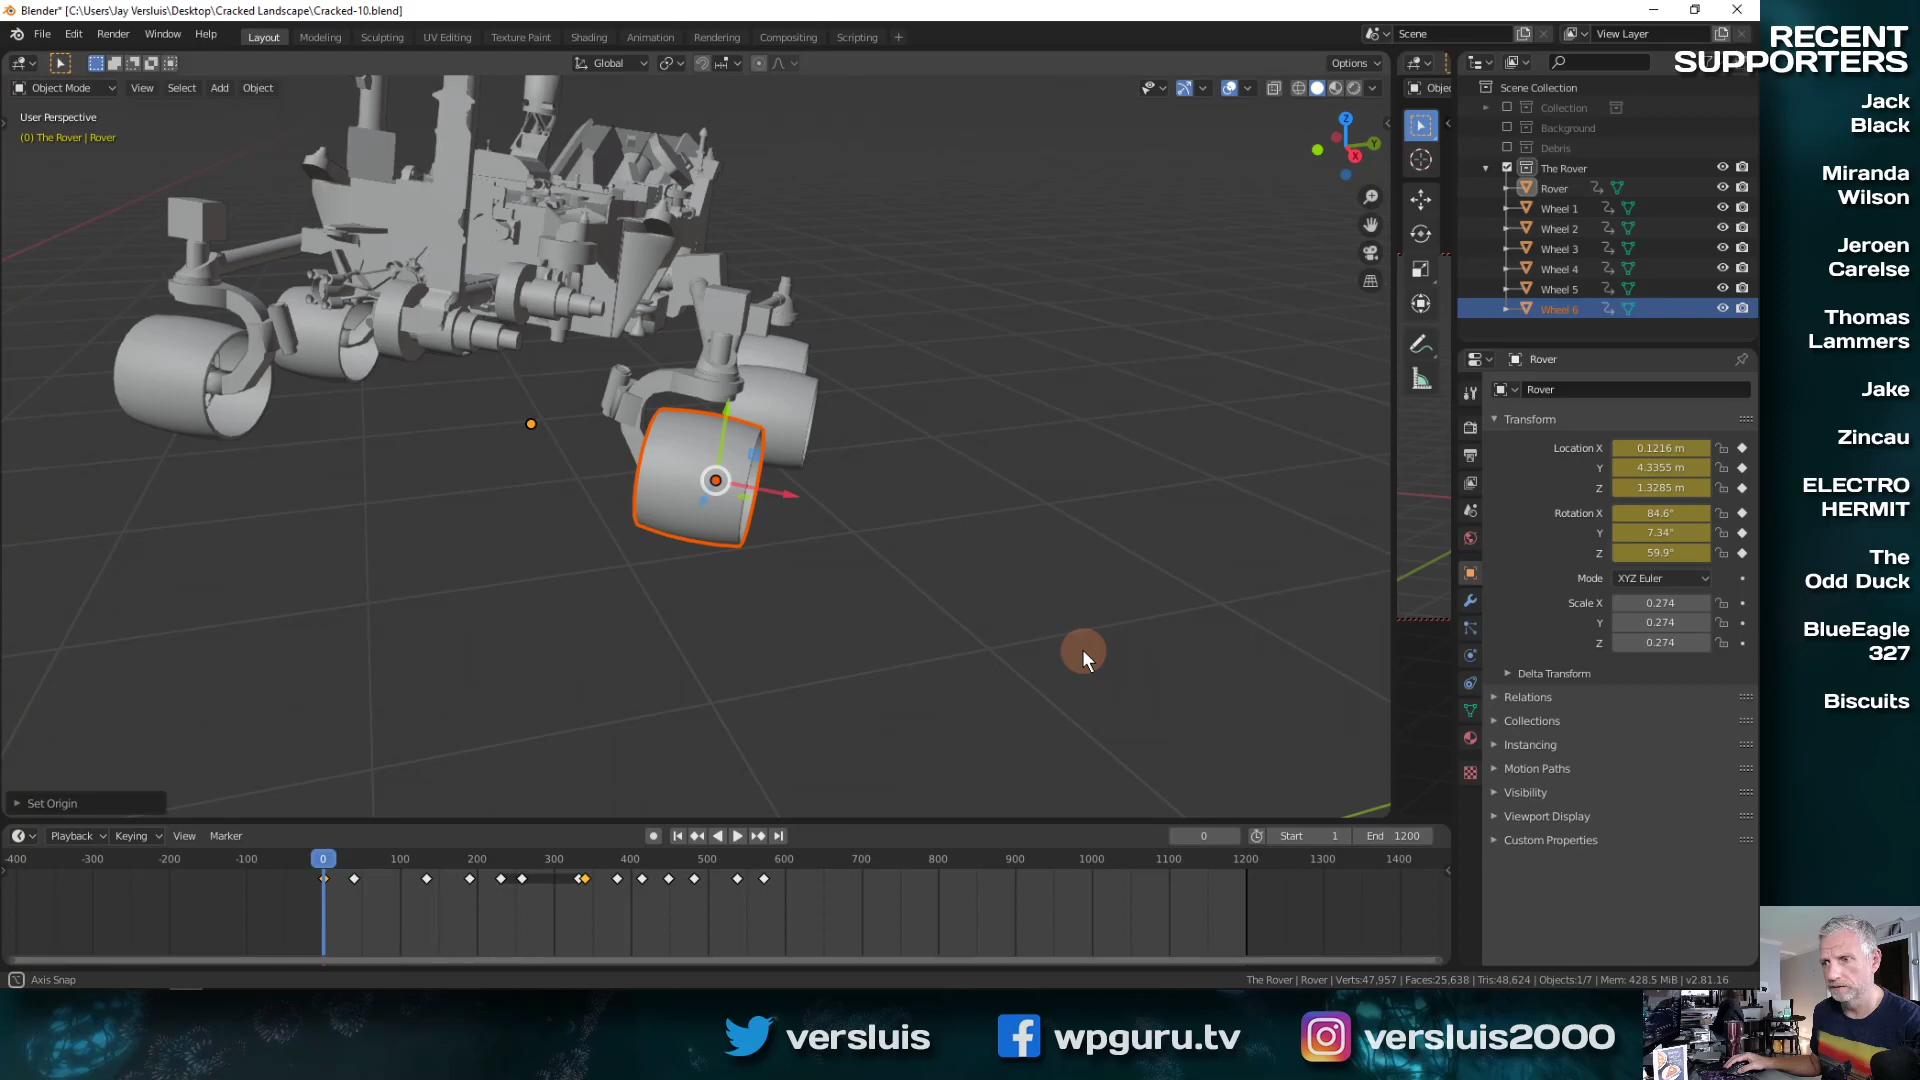 Blender* [C:\Users\Jay Versluis\Desktop\Cracked Landscape\Cracked-10.blend]
File Edit Render Window Help Layout Modeling Sculpting UV Editing Texture Paint Shading Animation Rendering Compositing Scripting + Scene View Layer
Global Options
Object Mode View Select Add Object Objec
User Perspective
(0) The Rover | Rover
Z
Y
X
Scene Collection
Collection
Background
Debris
The Rover
Rover
Wheel 1
Wheel 2
Wheel 3
Wheel 4
Wheel 5
Wheel 6
Rover
Rover
Transform
Location X 0.1216 m
Y 4.3355 m
Z 1.3285 m
Rotation X 84.6°
Y 7.34°
Z 59.9°
Mode XYZ Euler
Scale X 0.274
Y 0.274
Z 0.274
Delta Transform
Relations
Collections
Instancing
Motion Paths
Visibility
Viewport Display
Custom Properties
Set Origin
Playback Keying View Marker 0 Start 1 End 1200
-400 -300 -200 -100 0 100 200 300 400 500 600 700 800 900 1000 1100 1200 1300 1400
Axis Snap
The Rover | Rover | Verts:47,957 | Faces:25,638 | Tris:48,624 | Objects:1/7 | Mem: 428.5 MiB | v2.81.16
RECENT
SUPPORTERS
Jack
Black
Miranda
Wilson
Jeroen
Carelse
Thomas
Lammers
Jake
Zincau
ELECTRO
HERMIT
The
Odd Duck
BlueEagle
327
Biscuits
versluis
wpguru.tv
versluis2000